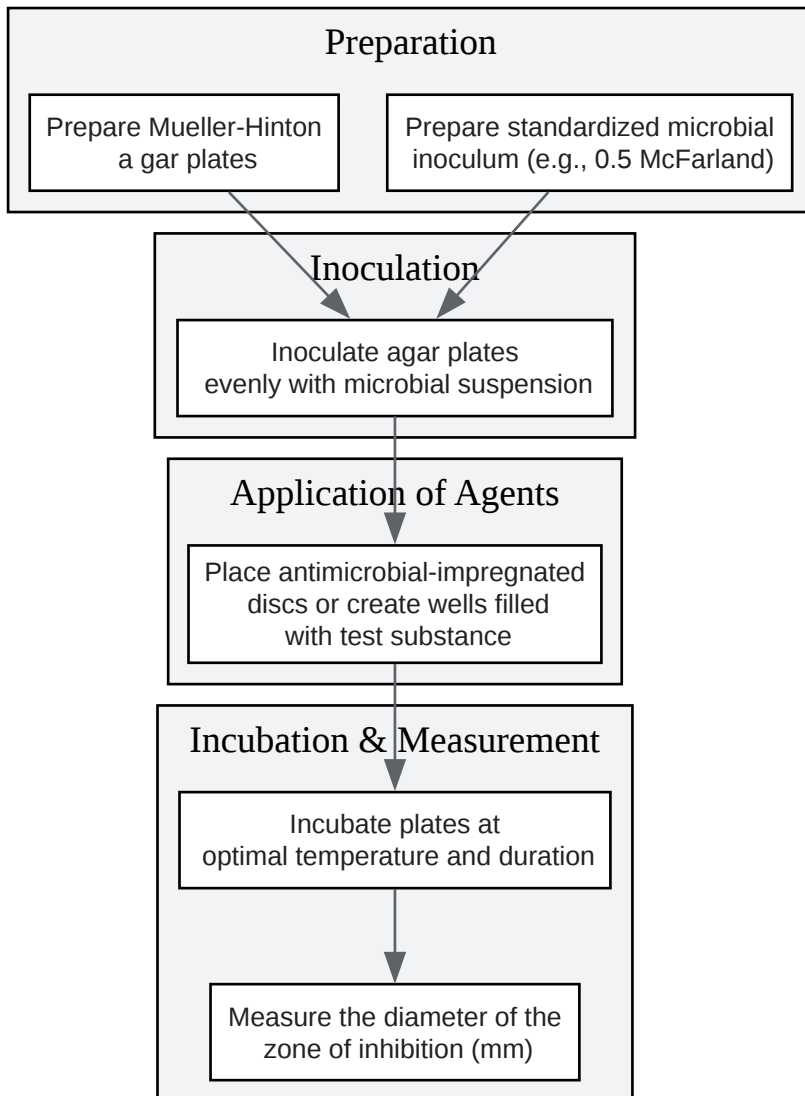 Preparation
Prepare Mueller-Hinton
a gar plates
Prepare standardized microbial
inoculum (e.g., 0.5 McFarland)
Inoculation
Inoculate agar plates
evenly with microbial suspension
Application of Agents
Place antimicrobial-impregnated
discs or create wells filled
with test substance
Incubation & Measurement
Incubate plates at
optimal temperature and duration
Measure the diameter of the
zone of inhibition (mm)